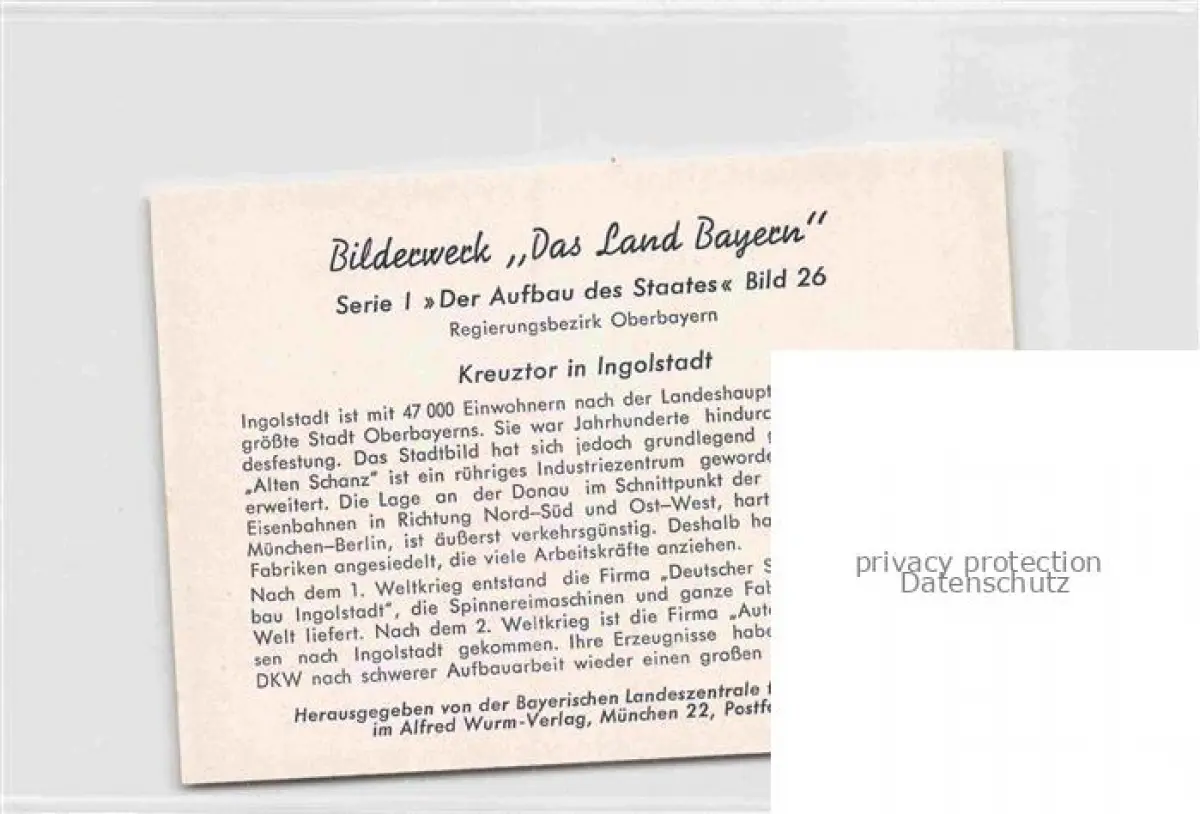 Bilderwerk „Das Land Bayern“
Serie I »Der Aufbau des Staates« Bild 26
Regierungsbezirk Oberbayern
Kreuztor in Ingolstadt
Ingolstadt ist mit 47 000 Einwohnern nach der Landeshaupt
größte Stadt Oberbayerns. Sie war Jahrhunderte hindurc
desfestung. Das Stadtbild hat sich jedoch grundlegend
„Alten Schanz“ ist ein rühriges Industriezentrum geworde
erweitert. Die Lage an der Donau im Schnittpunkt der
Eisenbahnen in Richtung Nord–Süd und Ost–West, hart
München–Berlin, ist äußerst verkehrsgünstig. Deshalb ha
Fabriken angesiedelt, die viele Arbeitskräfte anziehen.
Nach dem 1. Weltkrieg entstand die Firma „Deutscher S
bau Ingolstadt“, die Spinnereimaschinen und ganze Fab
Welt liefert. Nach dem 2. Weltkrieg ist die Firma „Auto
sen nach Ingolstadt gekommen. Ihre Erzeugnisse habe
DKW nach schwerer Aufbauarbeit wieder einen großen
Herausgegeben von der Bayerischen Landeszentrale f
im Alfred Wurm-Verlag, München 22, Postfa
privacy protection
Datenschutz